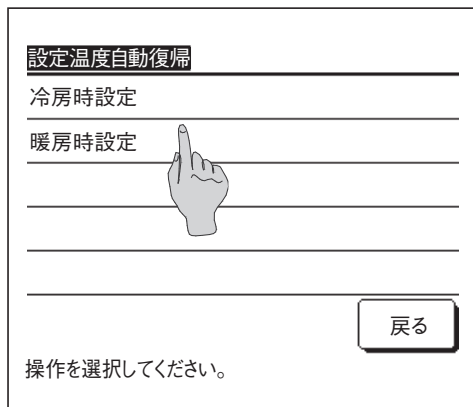 設定温度自動復帰
冷房時設定
暖房時設定
戻る
操作を選択してください。